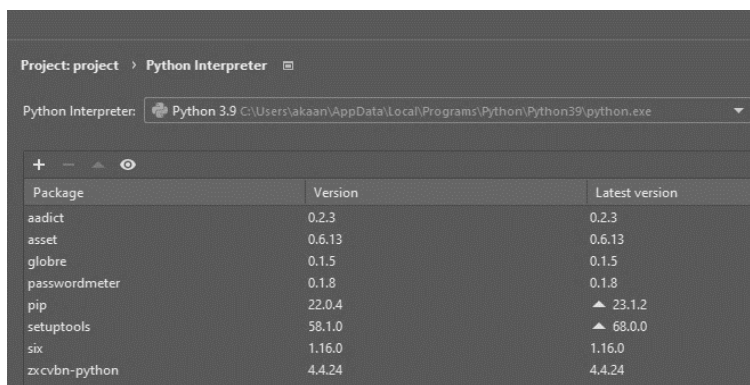 Project: project › Python Interpreter
Python Interpreter: Python 3.9 C:\Users\akaan\AppData\Local\Programs\Python\Python39\python.exe
Package Version Latest version
aadict 0.2.3 0.2.3
asset 0.6.13 0.6.13
globre 0.1.5 0.1.5
passwordmeter 0.1.8 0.1.8
pip 22.0.4 23.1.2
setuptools 58.1.0 68.0.0
six 1.16.0 1.16.0
zxcvbn-python 4.4.24 4.4.24